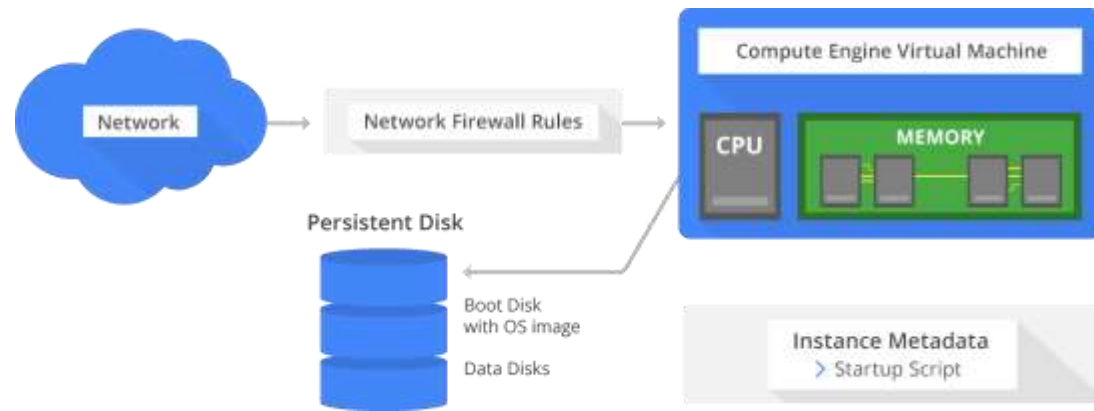 Network
Network Firewall Rules
Compute Engine Virtual Machine
CPU
MEMORY
Persistent Disk
Boot Disk
with OS image
Data Disks
Instance Metadata
> Startup Script